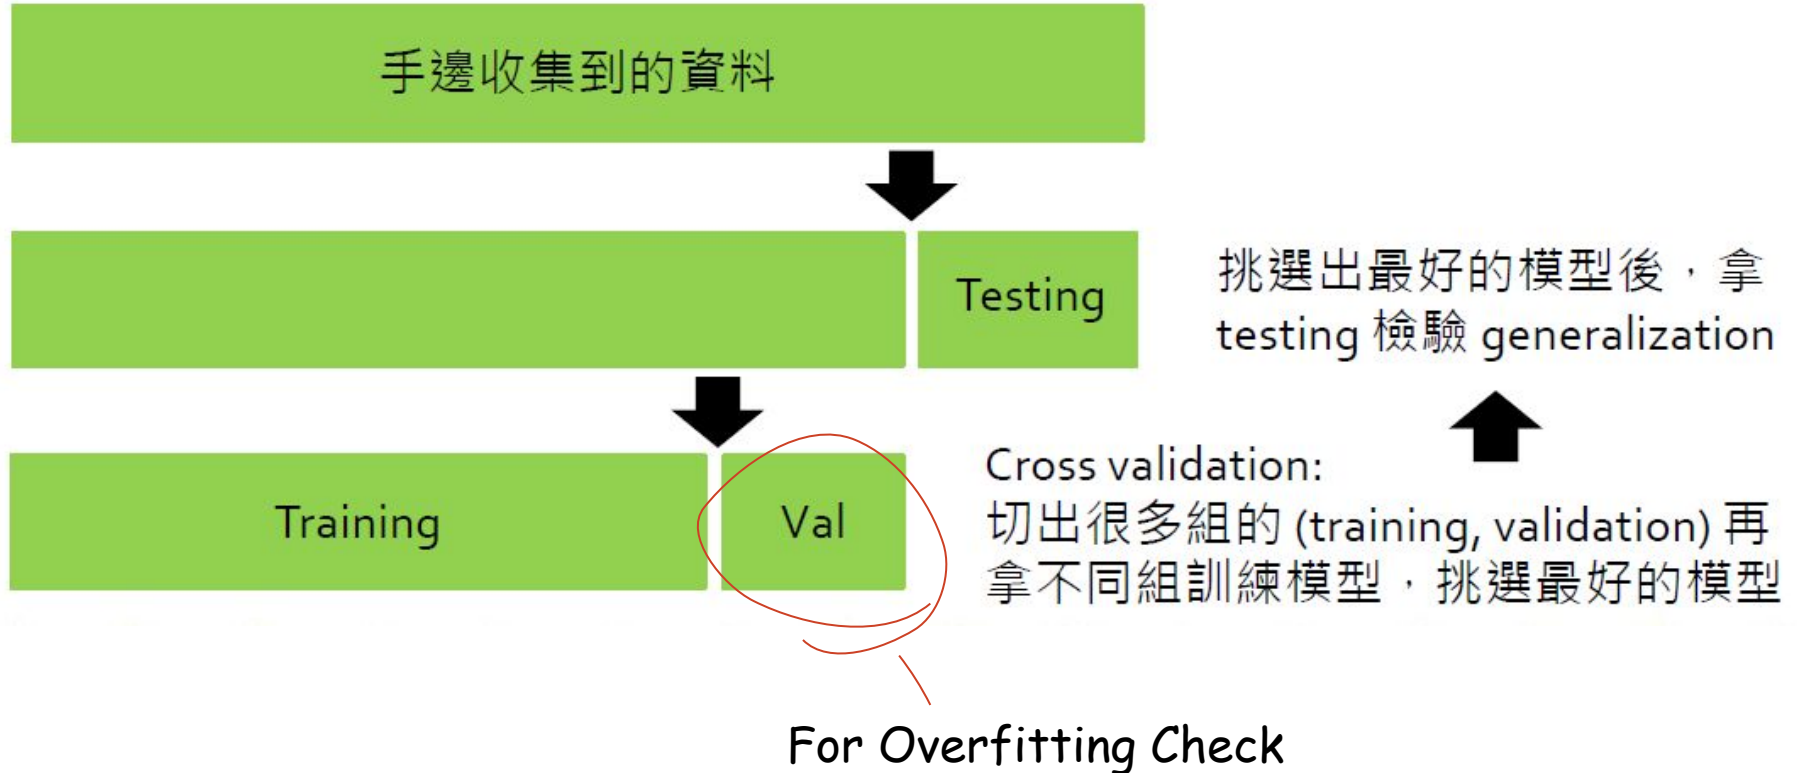 手邊收集到的資料
Testing
挑選出最好的模型後，拿
testing 檢驗 generalization
Training
Val
Cross validation:
切出很多組的 (training, validation) 再
拿不同組訓練模型，挑選最好的模型
For Overfitting Check